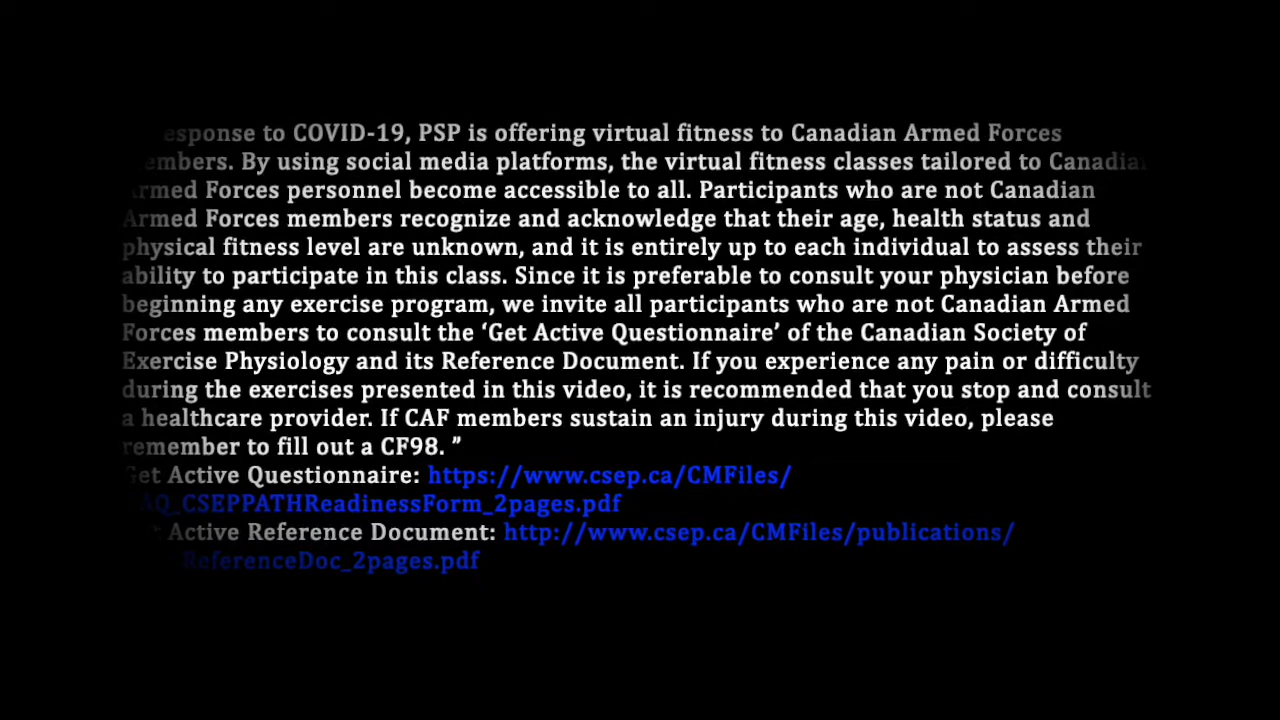 esponse to COVID-19, PSP is offering virtual fitness to Canadian Armed Forces
embers. By using social media platforms, the virtual fitness classes tailored to Canadian
Armed Forces personnel become accessible to all. Participants who are not Canadian
Armed Forces members recognize and acknowledge that their age, health status and
physical fitness level are unknown, and it is entirely up to each individual to assess their
ability to participate in this class. Since it is preferable to consult your physician before
beginning any exercise program, we invite all participants who are not Canadian Armed
Forces members to consult the ‘Get Active Questionnaire’ of the Canadian Society of
Exercise Physiology and its Reference Document. If you experience any pain or difficulty
during the exercises presented in this video, it is recommended that you stop and consult
a healthcare provider. If CAF members sustain an injury during this video, please
remember to fill out a CF98. ”
Get Active Questionnaire: https://www.csep.ca/CMFiles/
AQ_CSEPPATHReadinessForm_2pages.pdf
Active Reference Document: http://www.csep.ca/CMFiles/publications/
ReferenceDoc_2pages.pdf